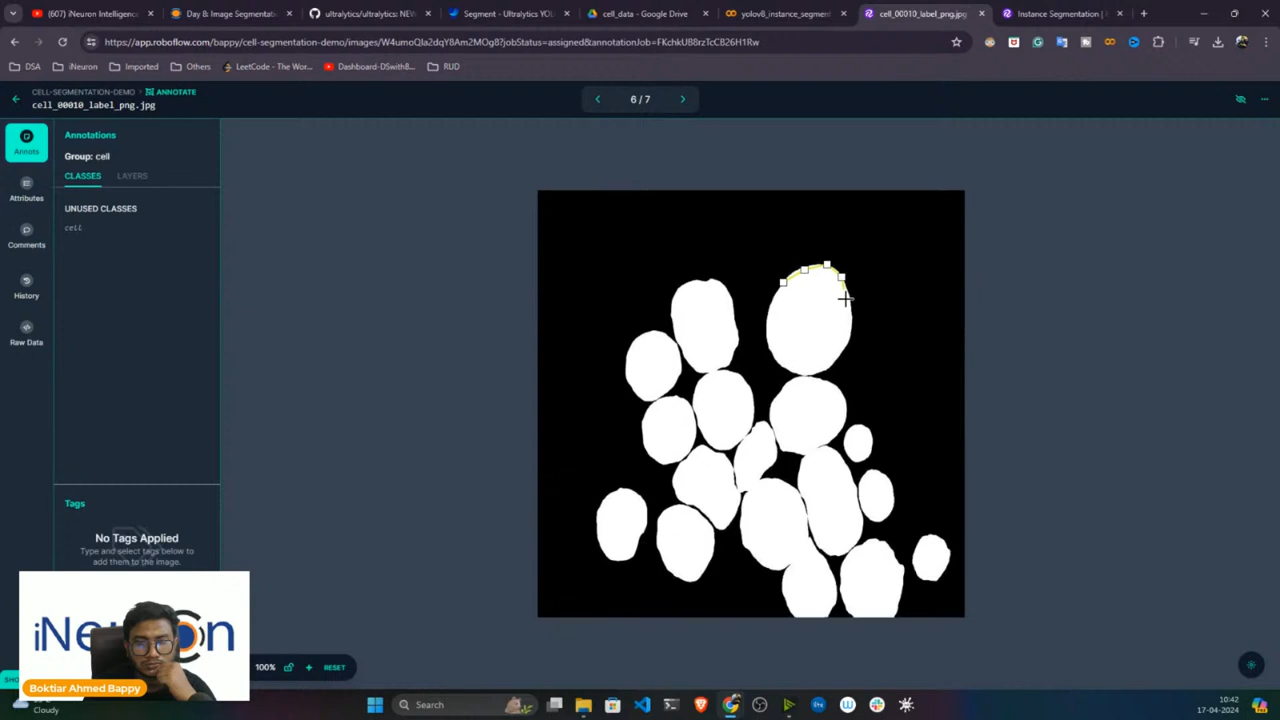 (607) iNeuron Intelligence
Day & Image Segmentatio
ultralytics/ultralytics: NEW
Segment - Ultralytics YOL
cell_data - Google Drive
yolov8_instance_segment
cell_00010_label_png.jpg
Instance Segmentation |
https://app.roboflow.com/bappy/cell-segmentation-demo/images/W4umoQIa2dqY8Am2MOg8?jobStatus=assigned&annotationJob=FKchkU88rzTcCB26H1Rw
DSA
iNeuron
Imported
Others
LeetCode - The Wor...
Dashboard-DSwithB...
RUD
CELL-SEGMENTATION-DEMO > ANNOTATE
cell_00010_label_png.jpg
6 / 7
Annots
Attributes
Comments
History
Raw Data
Annotations
Group: cell
CLASSES LAYERS
UNUSED CLASSES
cell
Tags
No Tags Applied
Type and select tags below to
add them to the image.
100% + RESET
iNeuron
Boktiar Ahmed Bappy
Cloudy
Search
10:42
17-04-2024